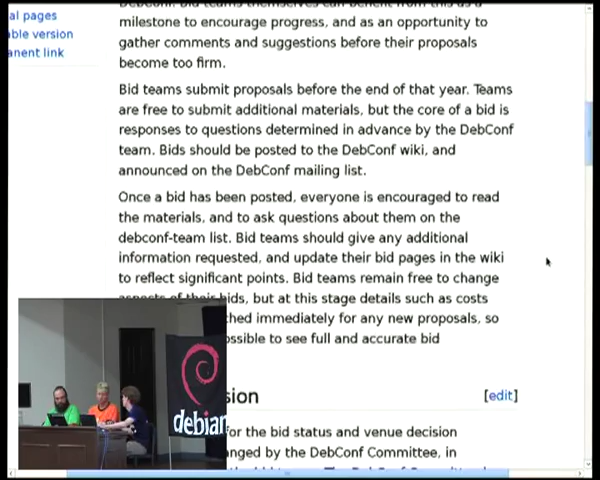 al pages
able version
anent link
DebConf. Bid teams themselves can benefit from this as a
milestone to encourage progress, and as an opportunity to
gather comments and suggestions before their proposals
become too firm.
Bid teams submit proposals before the end of that year. Teams
are free to submit additional materials, but the core of a bid is
responses to questions determined in advance by the DebConf
team. Bids should be posted to the DebConf wiki, and
announced on the DebConf mailing list.
Once a bid has been posted, everyone is encouraged to read
the materials, and to ask questions about them on the
debconf-team list. Bid teams should give any additional
information requested, and update their bid pages in the wiki
to reflect significant points. Bid teams remain free to change
aspects of their bids, but at this stage details such as costs
ched immediately for any new proposals, so
ossible to see full and accurate bid
sion [edit]
for the bid status and venue decision
anged by the DebConf Committee, in
debian